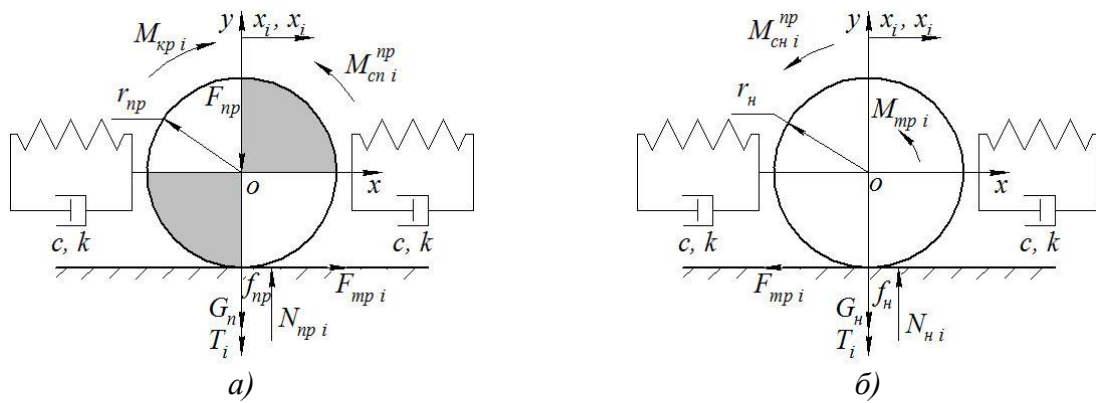 y x_i, x_i
M_{кр i}
M_{сп i}^{пр}
r_{пр}
F_{пр}
o
x
c, k
c, k
f_{пр}
F_{тр i}
G_п
N_{пр i}
T_i
а)
y x_i, x_i
M_{сн i}^{пр}
r_н
M_{тр i}
o
x
c, k
c, k
F_{тр i}
f_н
G_н
N_{н i}
T_i
б)